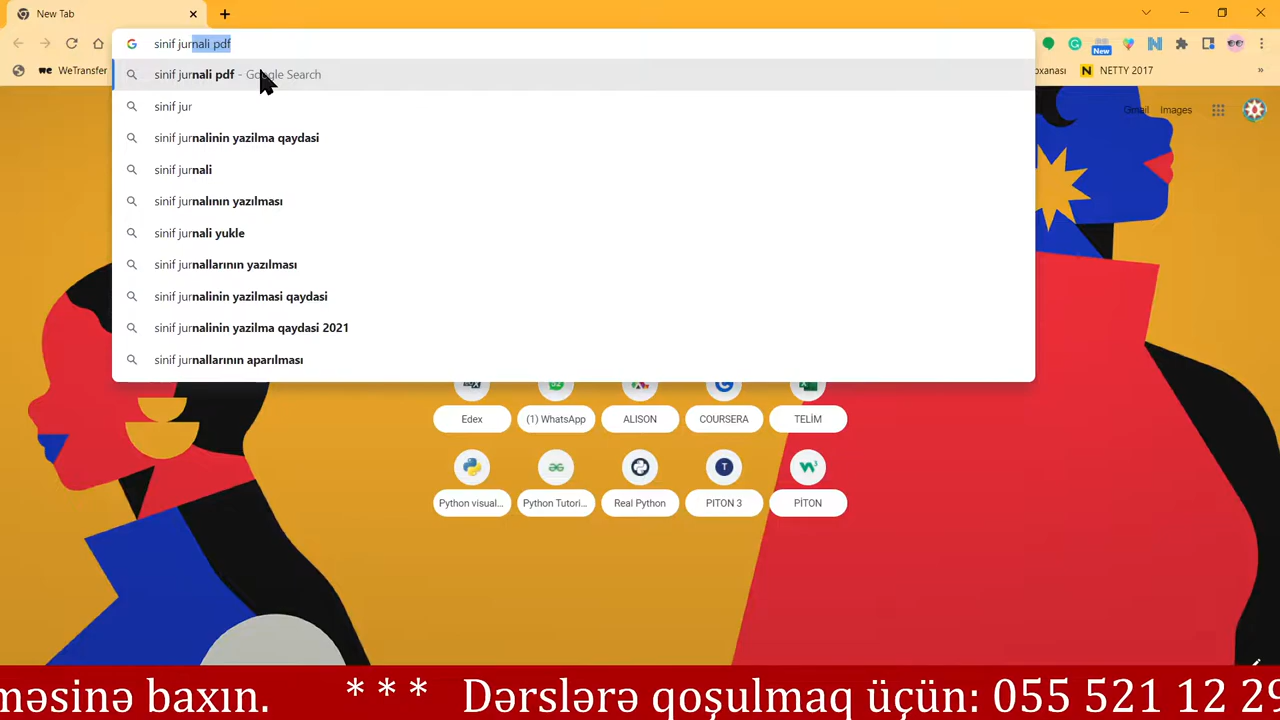 New Tab
sinif jurnali pdf
New
WeTransfer
oxanası
NETTY 2017
sinif jurnali pdf - Google Search
sinif jur
sinif jurnalinin yazilma qaydasi
sinif jurnali
sinif jurnalının yazılması
sinif jurnali yukle
sinif jurnallarının yazılması
sinif jurnalinin yazilmasi qaydasi
sinif jurnalinin yazilma qaydasi 2021
sinif jurnallarının aparılması
Gmail Images
Edex
(1) WhatsApp
ALISON
COURSERA
TELİM
Python visual...
Python Tutori...
Real Python
PITON 3
PİTON
məsinə baxın. * * * Dərslərə qoşulmaq üçün: 055 521 12 29